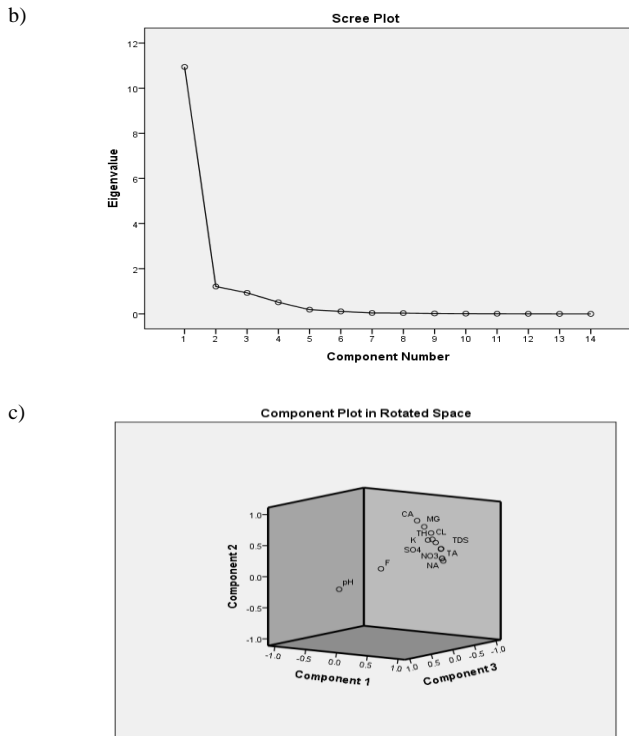 b)
Scree Plot
12
10
8
6
4
2
0
Eigenvalue
1 2 3 4 5 6 7 8 9 10 11 12 13 14
Component Number
c)
Component Plot in Rotated Space
1.0
0.5
0.0
-0.5
-1.0
Component 2
CA MG
TH CL
K TDS
SO4 TA
NO3
NA
F
pH
-1.0 -0.5 0.0 0.5 1.0
Component 1
1.0 0.5 0.0 -0.5 -1.0
Component 3